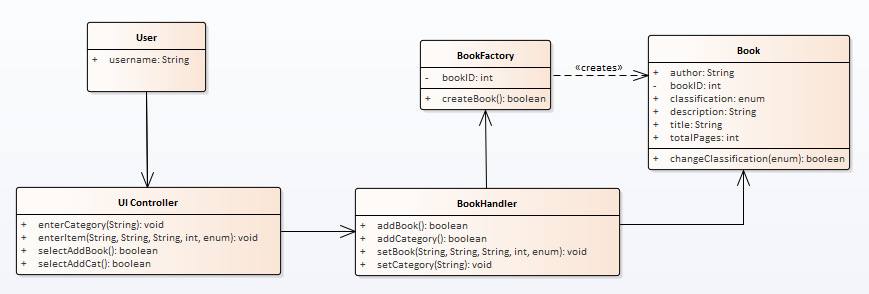 User
+ username: String
BookFactory
- bookID: int
+ createBook(): boolean
«creates»
Book
+ author: String
- bookID: int
+ classification: enum
+ description: String
+ title: String
+ totalPages: int
+ changeClassification(enum): boolean
UI Controller
+ enterCategory(String): void
+ enterItem(String, String, String, int, enum): void
+ selectAddBook(): boolean
+ selectAddCat(): boolean
BookHandler
+ addBook(): boolean
+ addCategory(): boolean
+ setBook(String, String, String, int, enum): void
+ setCategory(String): void